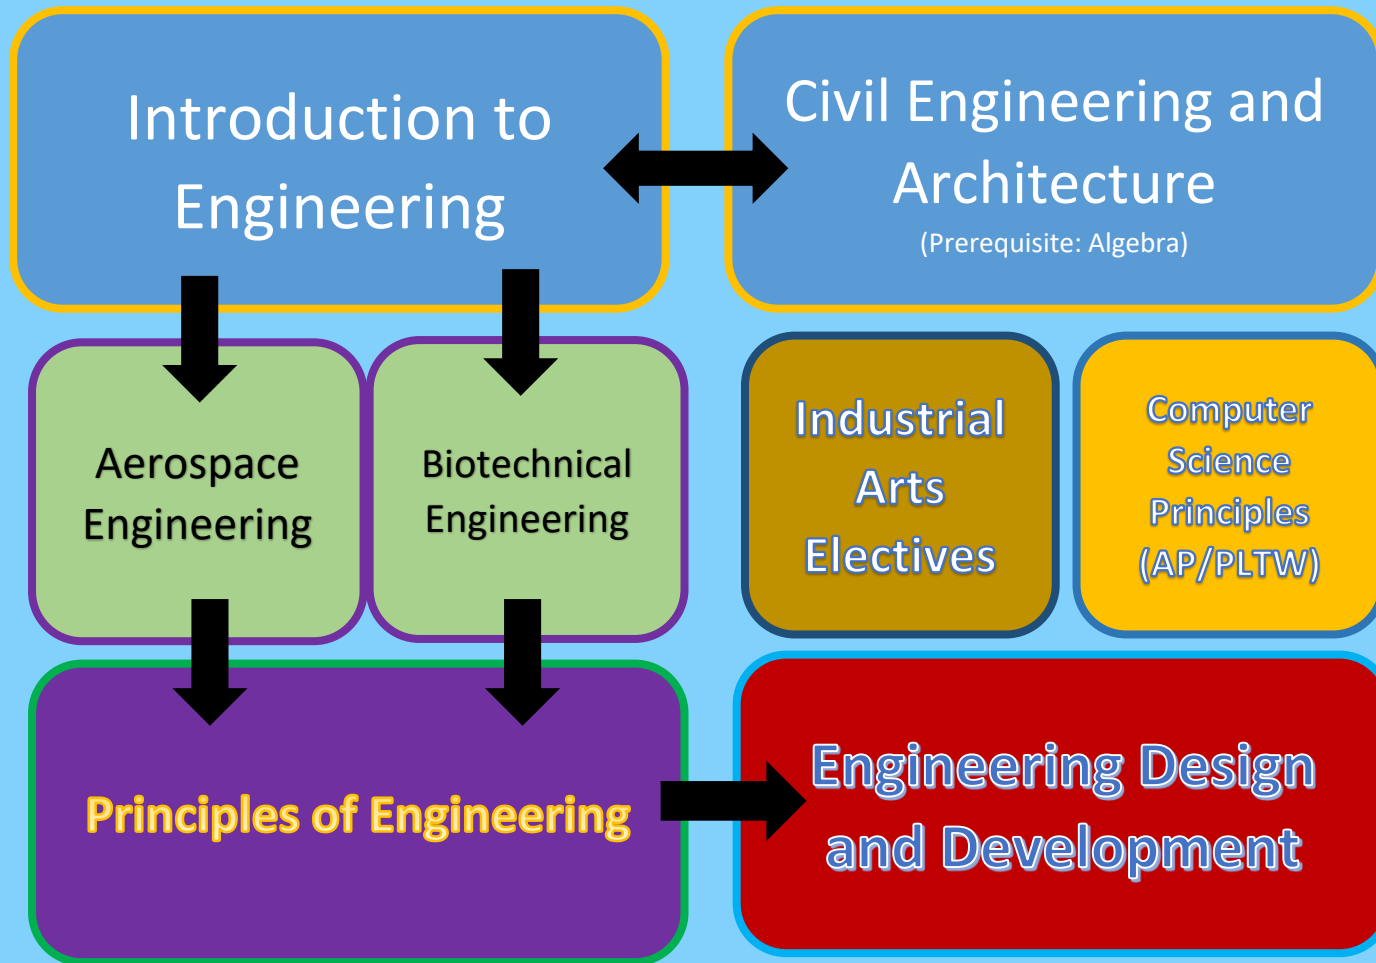 Introduction to
Engineering
Civil Engineering and
Architecture
(Prerequisite: Algebra)
Aerospace
Engineering
Biotechnical
Engineering
Industrial
Arts
Electives
Computer
Science
Principles
(AP/PLTW)
Principles of Engineering
Engineering Design
and Development